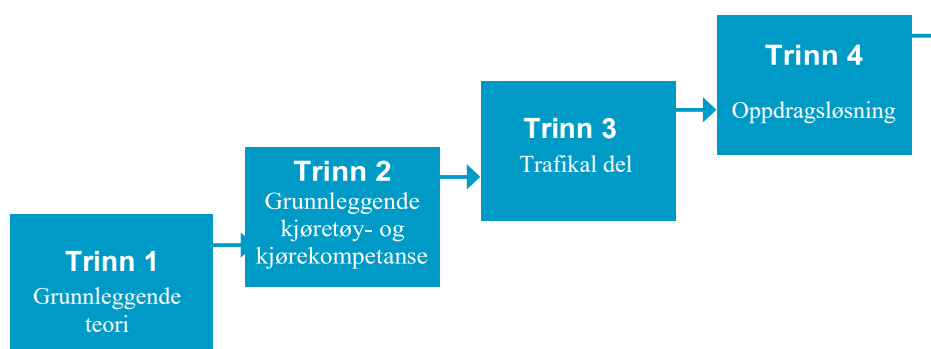 Trinn 1
Grunnleggende
teori
Trinn 2
Grunnleggende
kjøretøy- og
kjørekompetanse
Trinn 3
Trafikal del
Trinn 4
Oppdragsløsning